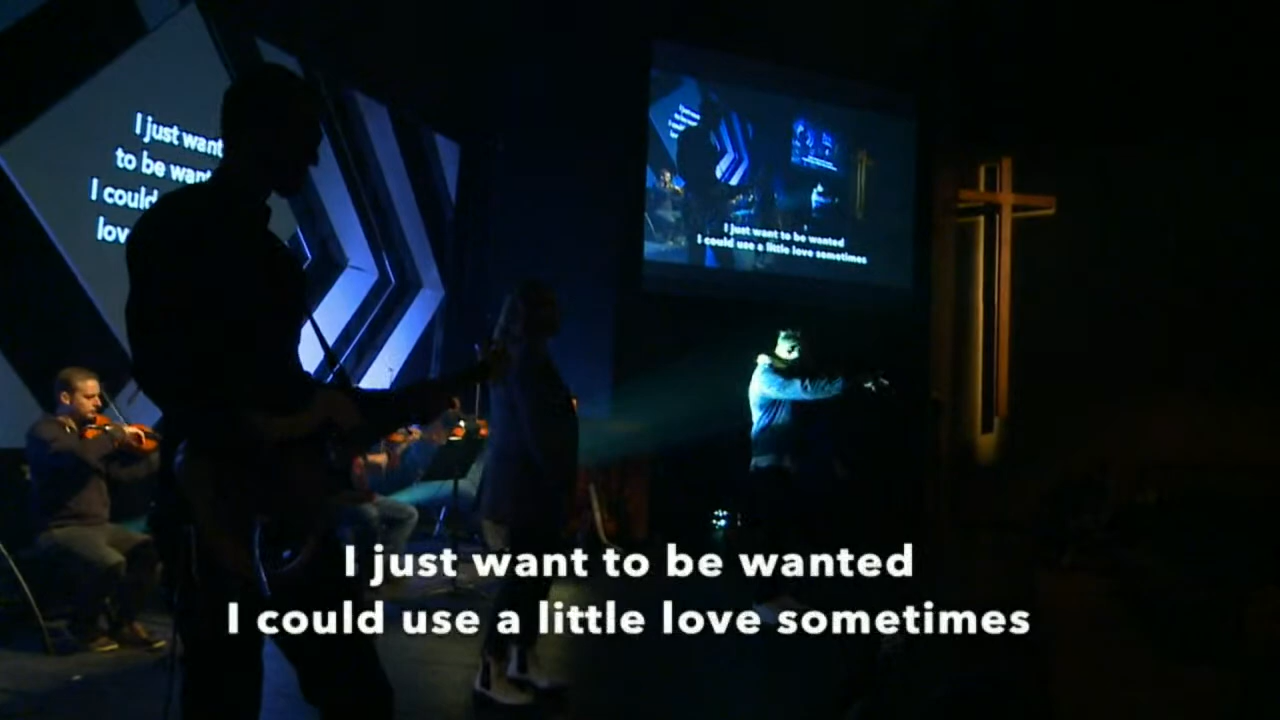 I just want
to be want
I could
lov
I just want to be wanted
I could use a little love sometimes
I just want to be wanted
I could use a little love sometimes